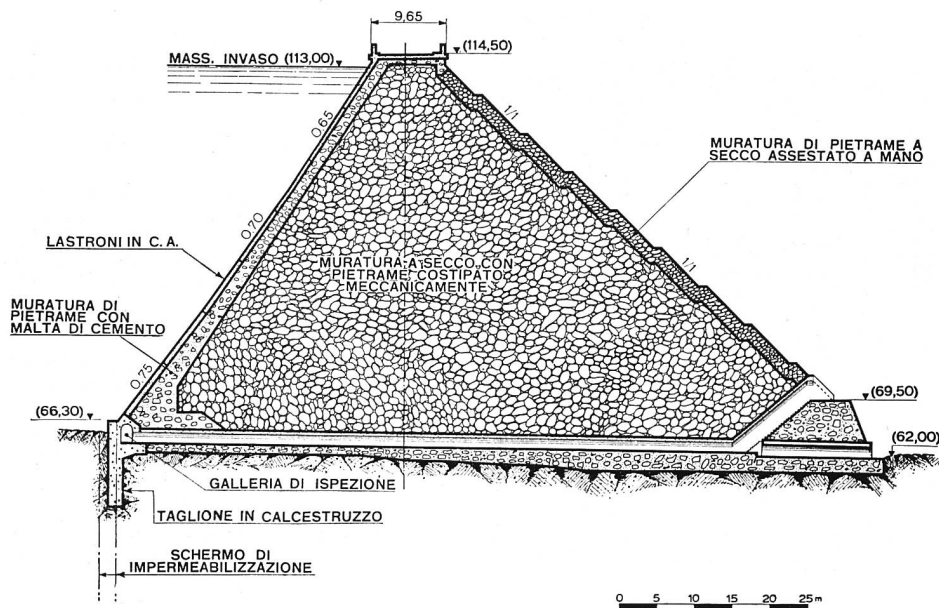 9,65
(114,50)
MASS. INVASO (113,00)
0.65
1/1
MURATURA DI PIETRAME A
SECCO ASSESTATO A MANO
0.70
LASTRONI IN C. A.
MURATURA A SECCO CON
PIETRAME COSTIPATO
MECCANICAMENTE
1/1
MURATURA DI
PIETRAME CON
MALTA DI CEMENTO
0.75
(66,30)
(69,50)
(62,00)
GALLERIA DI ISPEZIONE
TAGLIONE IN CALCESTRUZZO
SCHERMO DI
IMPERMEABILIZZAZIONE
0 5 10 15 20 25m